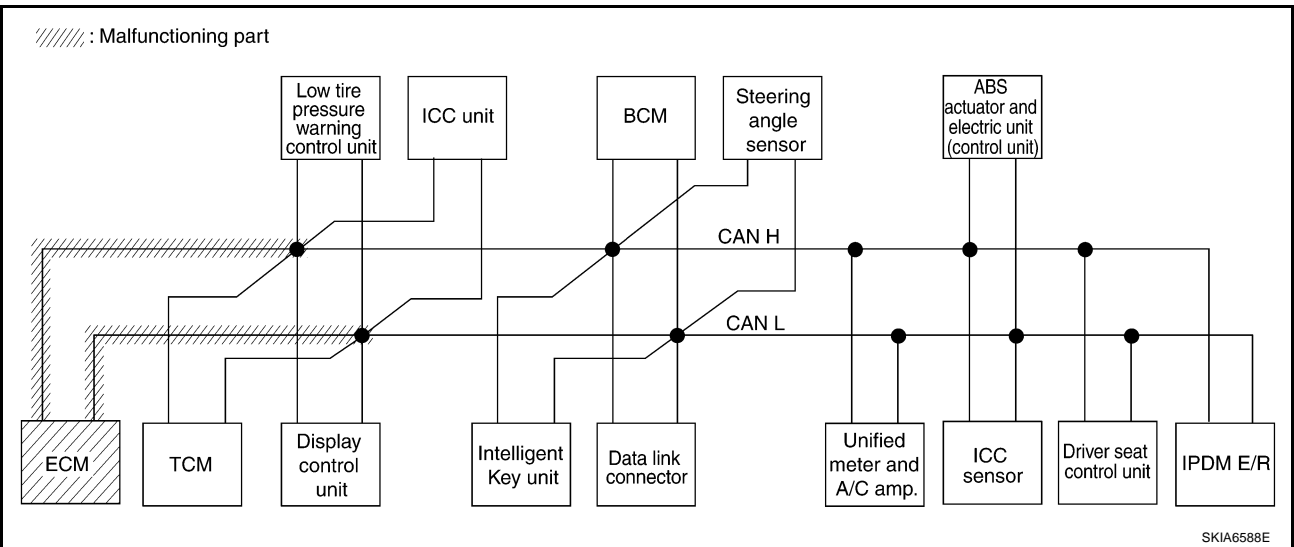 : Malfunctioning part
Low tire
pressure
warning
control unit
ICC unit
BCM
Steering
angle
sensor
ABS
actuator and
electric unit
(control unit)
CAN H
CAN L
ECM
TCM
Display
control
unit
Intelligent
Key unit
Data link
connector
Unified
meter and
A/C amp.
ICC
sensor
Driver seat
control unit
IPDM E/R
SKIA6588E